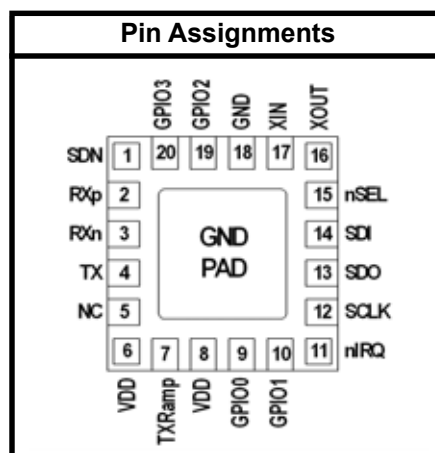 Pin Assignments
GPIO3 GPIO2 GND XIN XOUT
SDN 1 20 19 18 17 16
RXp 2 15 nSEL
RXn 3 GND 14 SDI
TX 4 PAD 13 SDO
NC 5 12 SCLK
6 7 8 9 10 11 nIRQ
VDD TXRamp VDD GPIO0 GPIO1